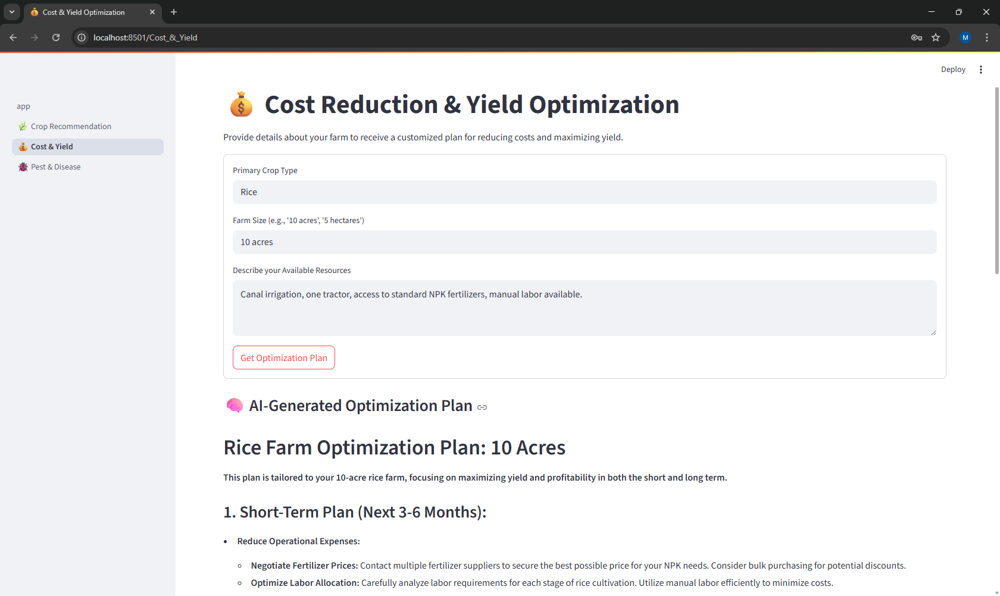 Cost & Yield Optimization
localhost:8501/Cost_&_Yield
M
Deploy
app
Crop Recommendation
Cost & Yield
Pest & Disease
Cost Reduction & Yield Optimization
Provide details about your farm to receive a customized plan for reducing costs and maximizing yield.
Primary Crop Type
Rice
Farm Size (e.g., '10 acres', '5 hectares')
10 acres
Describe your Available Resources
Canal irrigation, one tractor, access to standard NPK fertilizers, manual labor available.
Get Optimization Plan
AI-Generated Optimization Plan
Rice Farm Optimization Plan: 10 Acres
This plan is tailored to your 10-acre rice farm, focusing on maximizing yield and profitability in both the short and long term.
1. Short-Term Plan (Next 3-6 Months):
Reduce Operational Expenses:
Negotiate Fertilizer Prices: Contact multiple fertilizer suppliers to secure the best possible price for your NPK needs. Consider bulk purchasing for potential discounts.
Optimize Labor Allocation: Carefully analyze labor requirements for each stage of rice cultivation. Utilize manual labor efficiently to minimize costs.